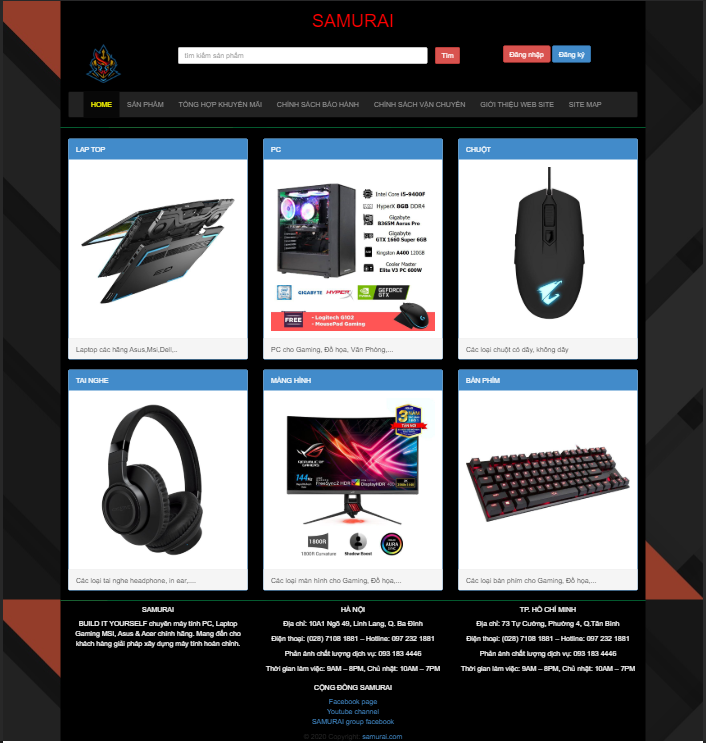 SAMURAI
tìm kiếm sản phẩm
Tìm
Đăng nhập
Đăng ký
HOME
SẢN PHẨM
TỔNG HỢP KHUYẾN MÃI
CHÍNH SÁCH BẢO HÀNH
CHÍNH SÁCH VẬN CHUYỂN
GIỚI THIỆU WEB SITE
SITE MAP
LAP TOP
PC
CHUỘT
Intel Core i5-9400F
HyperX 8GB DDR4
Gigabyte
B365M Aorus Pro
Gigabyte
GTX 1660 Super 6GB
Kingston A400 120GB
Cooler Master
Elite V3 PC 600W
GIGABYTE
HYPERX
GEFORCE
GTX
FREE
- Logitech G102
- MousePad Gaming
Laptop các hãng Asus,Msi,Dell,..
PC cho Gaming, Đồ họa, Văn Phòng,...
Các loại chuột có dây, không dây
TAI NGHE
MÀNG HÌNH
BÀN PHÍM
3 NĂM
REPUBLIC OF
GAMERS
144Hz
FreeSync2 HDR
DisplayHDR 400
1800R
1800R Curvature
Shadow Boost
AURA
Các loại tai nghe headphone, in ear,....
Các loại màn hình cho Gaming, Đồ họa,...
Các loại bàn phím cho Gaming, Đồ họa,...
SAMURAI
BUILD IT YOURSELF chuyên máy tính PC, Laptop
Gaming MSI, Asus & Acer chính hãng. Mang đến cho
khách hàng giải pháp xây dựng máy tính hoàn chỉnh.
HÀ NỘI
Địa chỉ: 10A1 Ngõ 49, Linh Lang, Q. Ba Đình
Điện thoại: (028) 7108 1881 – Hotline: 097 232 1881
Phản ánh chất lượng dịch vụ: 093 183 4446
Thời gian làm việc: 9AM – 8PM, Chủ nhật: 10AM – 7PM
TP. HỒ CHÍ MINH
Địa chỉ: 73 Tự Cường, Phường 4, Q.Tân Bình
Điện thoại: (028) 7108 1881 – Hotline: 097 232 1881
Phản ánh chất lượng dịch vụ: 093 183 4446
Thời gian làm việc: 9AM – 8PM, Chủ nhật: 10AM – 7PM
CỘNG ĐỒNG SAMURAI
Facebook page
Youtube channel
SAMURAI group facebook
© 2020 Copyright: samurai.com